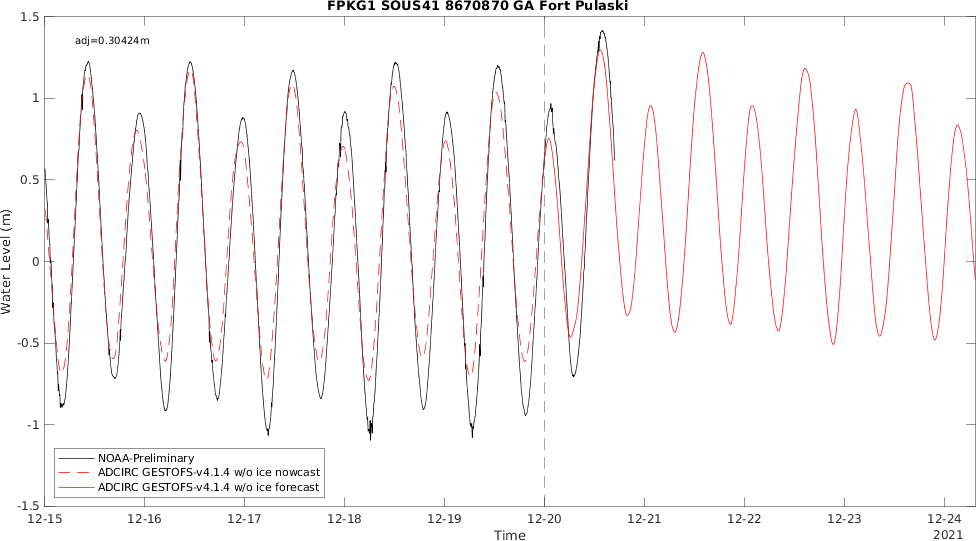 FPKG1 SOUS41 8670870 GA Fort Pulaski
adj=0.30424m
1.5
1
0.5
0
-0.5
-1
-1.5
Water Level (m)
NOAA-Preliminary
ADCIRC GESTOFS-v4.1.4 w/o ice nowcast
ADCIRC GESTOFS-v4.1.4 w/o ice forecast
12-15 12-16 12-17 12-18 12-19 12-20 12-21 12-22 12-23 12-24
Time 2021